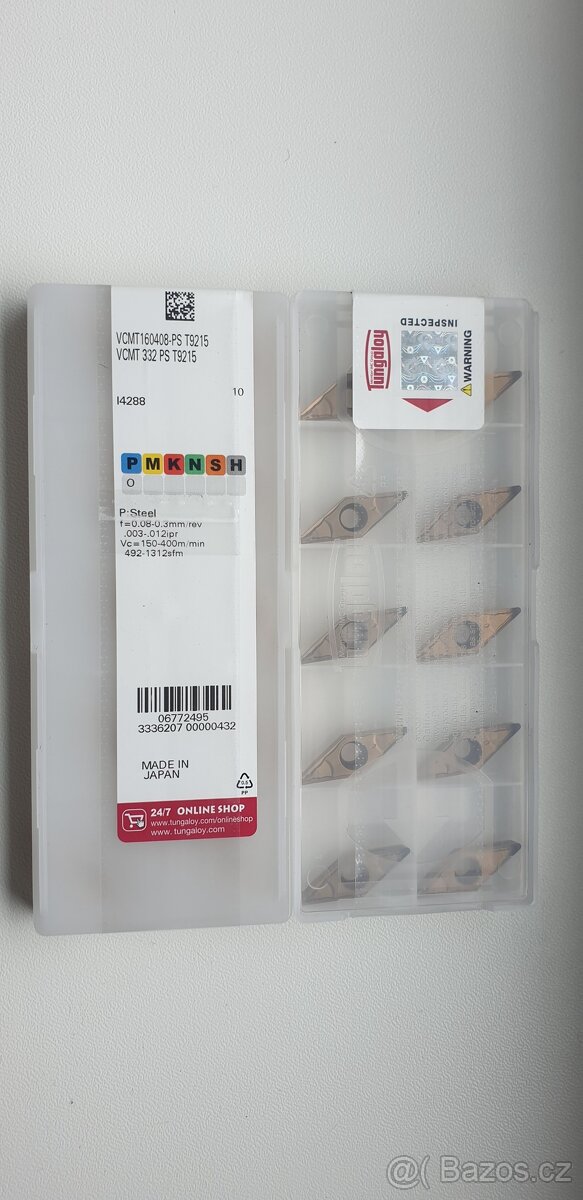 VCMT160408-PS T9215
VCMT 332 PS T9215
I4288
10
P M K N S H
O
P:Steel
f=0.08-0.3mm/rev
.003-.012ipr
Vc=150-400m/min
492-1312sfm
06772495
3336207 00000432
MADE IN
JAPAN
0.5
PP
24/7 ONLINE SHOP
www.tungaloy.com/onlineshop
www.tungaloy.com
INSPECTED
Tungaloy
WARNING
@ Bazos.cz